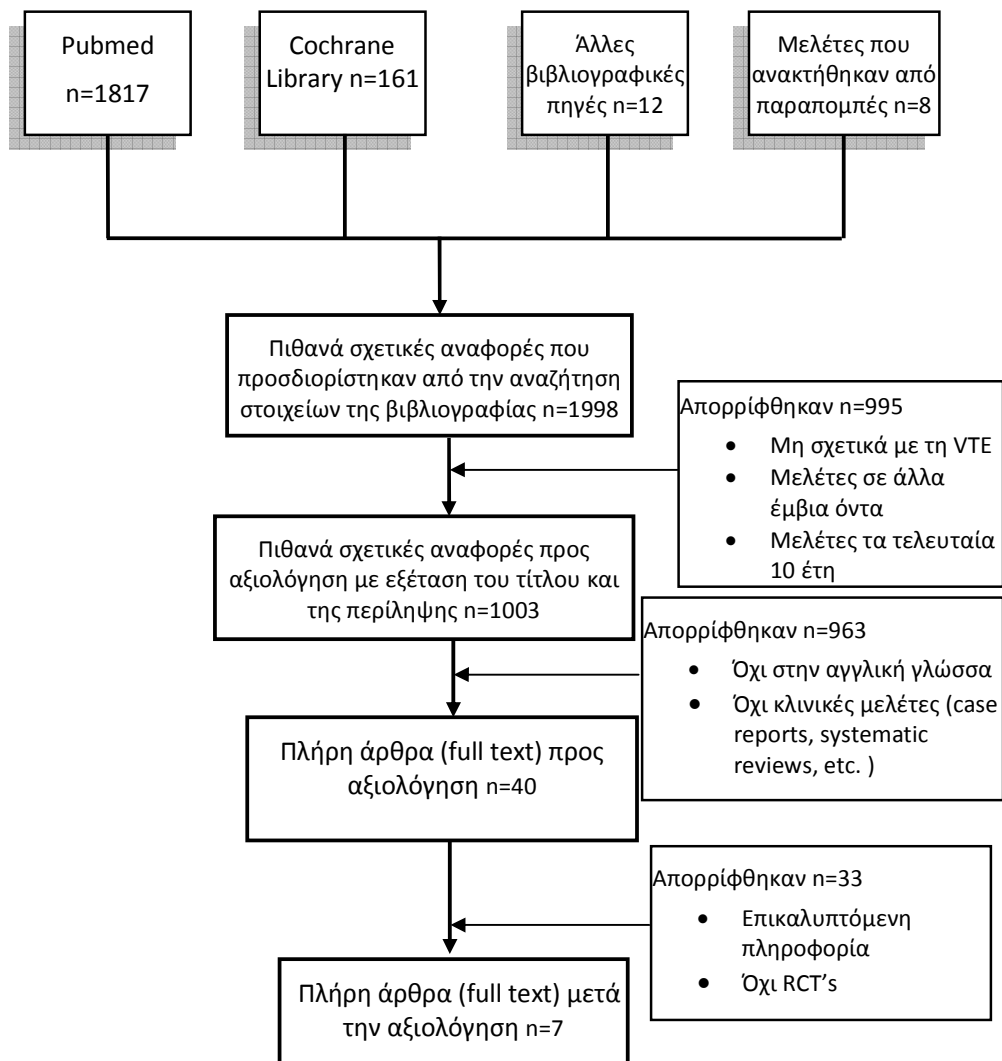 Pubmed
n=1817
Cochrane
Library n=161
Άλλες
βιβλιογραφικές
πηγές n=12
Μελέτες που
ανακτήθηκαν από
παραπομπές n=8
Πιθανά σχετικές αναφορές που
προσδιορίστηκαν από την αναζήτηση
στοιχείων της βιβλιογραφίας n=1998
Απορρίφθηκαν n=995
• Μη σχετικά με τη VTE
• Μελέτες σε άλλα
έμβια όντα
• Μελέτες τα τελευταία
10 έτη
Πιθανά σχετικές αναφορές προς
αξιολόγηση με εξέταση του τίτλου και
της περίληψης n=1003
Απορρίφθηκαν n=963
• Όχι στην αγγλική γλώσσα
• Όχι κλινικές μελέτες (case
reports, systematic
reviews, etc. )
Πλήρη άρθρα (full text) προς
αξιολόγηση n=40
Απορρίφθηκαν n=33
• Επικαλυπτόμενη
πληροφορία
• Όχι RCT’s
Πλήρη άρθρα (full text) μετά
την αξιολόγηση n=7